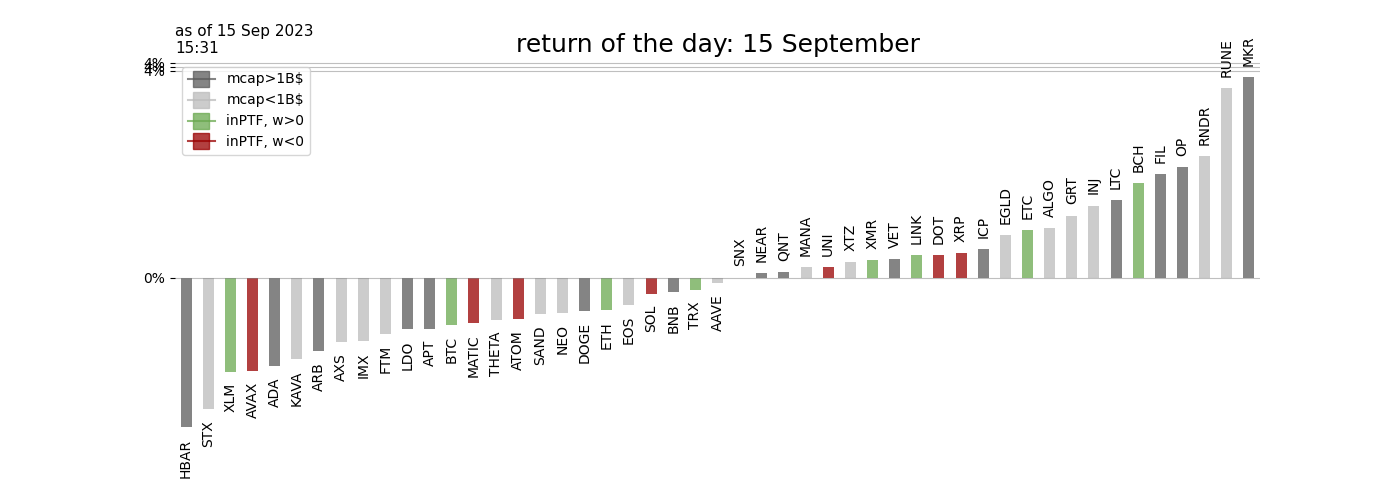 as of 15 Sep 2023
15:31
return of the day: 15 September
4%
4%
4%
0%
mcap>1B$
mcap<1B$
inPTF, w>0
inPTF, w<0
HBAR
STX
XLM
AVAX
ADA
KAVA
ARB
AXS
IMX
FTM
LDO
APT
BTC
MATIC
THETA
ATOM
SAND
NEO
DOGE
ETH
EOS
SOL
BNB
TRX
AAVE
SNX
NEAR
QNT
MANA
UNI
XTZ
XMR
VET
LINK
DOT
XRP
ICP
EGLD
ETC
ALGO
GRT
INJ
LTC
BCH
FIL
OP
RNDR
RUNE
MKR